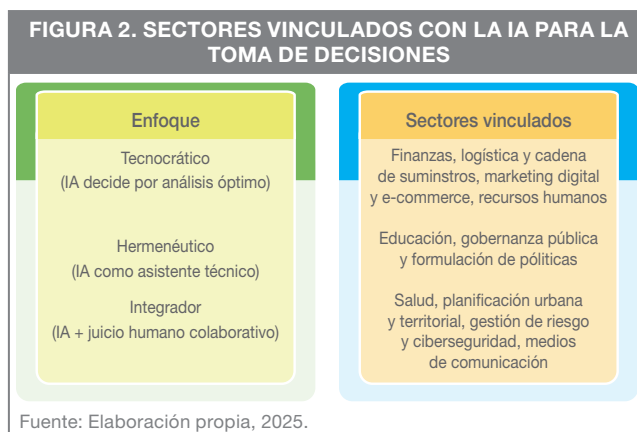 FIGURA 2. SECTORES VINCULADOS CON LA IA PARA LA
TOMA DE DECISIONES
Enfoque
Tecnocrático
(IA decide por análisis óptimo)
Hermenéutico
(IA como asistente técnico)
Integrador
(IA + juicio humano colaborativo)
Sectores vinculados
Finanzas, logística y cadena
de suminstros, marketing digital
y e-commerce, recursos humanos
Educación, gobernanza pública
y formulación de póliticas
Salud, planificación urbana
y territorial, gestión de riesgo
y ciberseguridad, medios
de comunicación
Fuente: Elaboración propia, 2025.